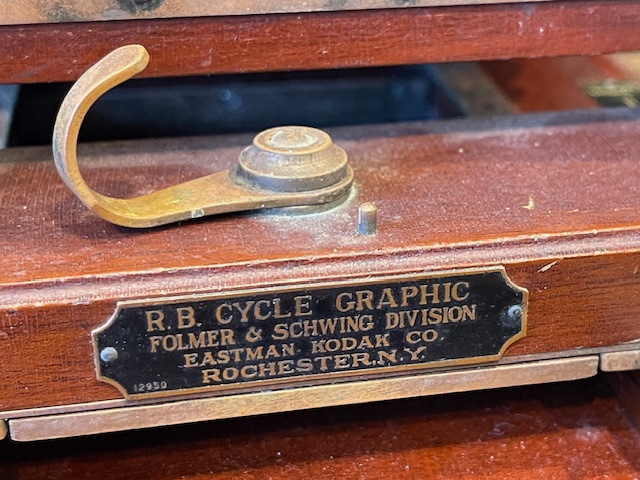 R.B. CYCLE GRAPHIC
FOLMER & SCHWING DIVISION
EASTMAN KODAK CO.
ROCHESTER.N.Y.
12950